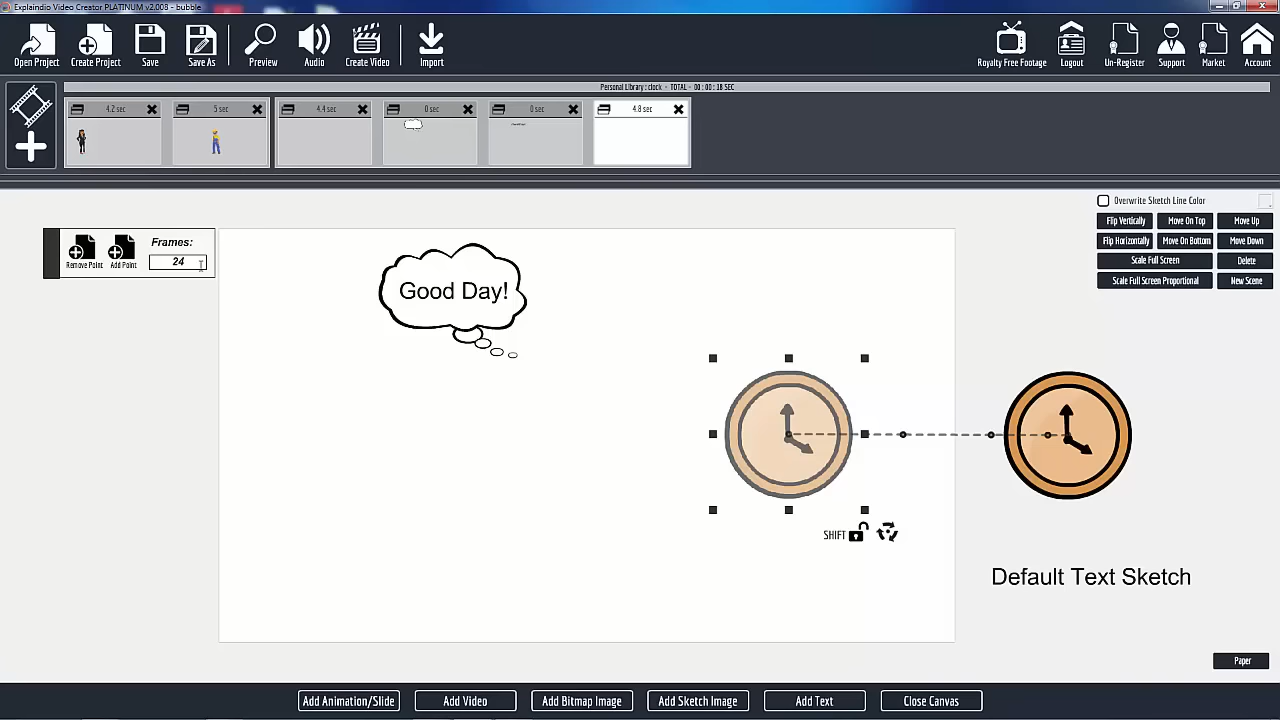 Explaindio Video Creator PLATINUM v2.008 - bubble
Open Project
Create Project
Save
Save As
Preview
Audio
Create Video
Import
Royalty Free Footage
Logout
Un-Register
Support
Market
Account
Personal Library : clock - TOTAL - 00 : 00 : 18 SEC
4.2 sec
5 sec
4.4 sec
0 sec
0 sec
4.8 sec
Overwrite Sketch Line Color
Flip Vertically
Move On Top
Move Up
Flip Horizontally
Move On Bottom
Move Down
Scale Full Screen
Delete
Scale Full Screen Proportional
New Scene
Remove Point
Add Point
Frames:
24
Good Day!
SHIFT
Default Text Sketch
Paper
Add Animation/Slide
Add Video
Add Bitmap Image
Add Sketch Image
Add Text
Close Canvas